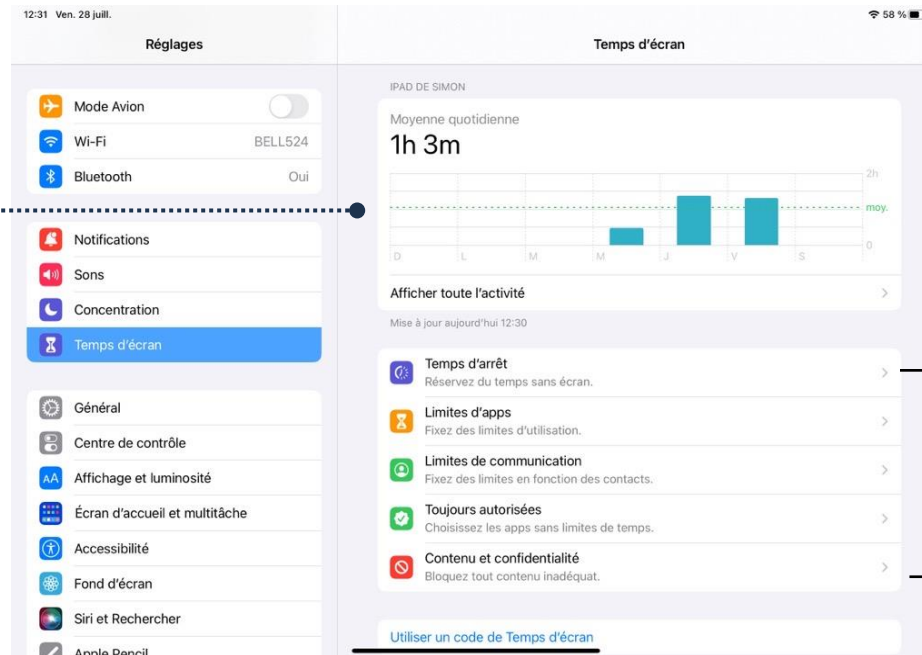 12:31 Ven. 28 juill.
58 %
Réglages
Mode Avion
Wi-Fi BELL524
Bluetooth Oui
Notifications
Sons
Concentration
Temps d'écran
Général
Centre de contrôle
Affichage et luminosité
Écran d'accueil et multitâche
Accessibilité
Fond d'écran
Siri et Rechercher
Apple Pencil
Temps d'écran
IPAD DE SIMON
Moyenne quotidienne
1h 3m
2h
moy.
0
D L M M J V S
Afficher toute l'activité
Mise à jour aujourd'hui 12:30
Temps d'arrêt
Réservez du temps sans écran.
Limites d'apps
Fixez des limites d'utilisation.
Limites de communication
Fixez des limites en fonction des contacts.
Toujours autorisées
Choisissez les apps sans limites de temps.
Contenu et confidentialité
Bloquez tout contenu inadéquat.
Utiliser un code de Temps d'écran